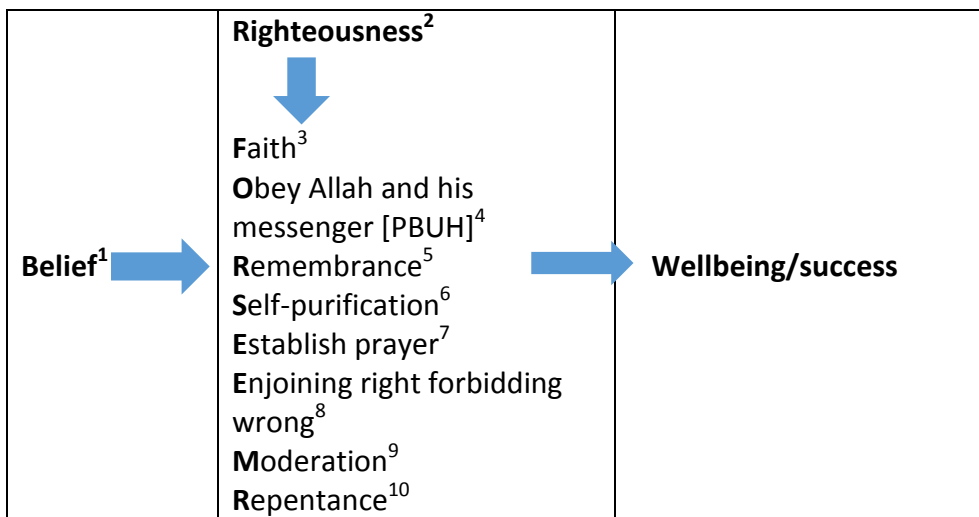 Righteousness²
Faith³
Obey Allah and his
messenger [PBUH]⁴
Belief¹
Remembrance⁵
Wellbeing/success
Self-purification⁶
Establish prayer⁷
Enjoining right forbidding
wrong⁸
Moderation⁹
Repentance¹⁰